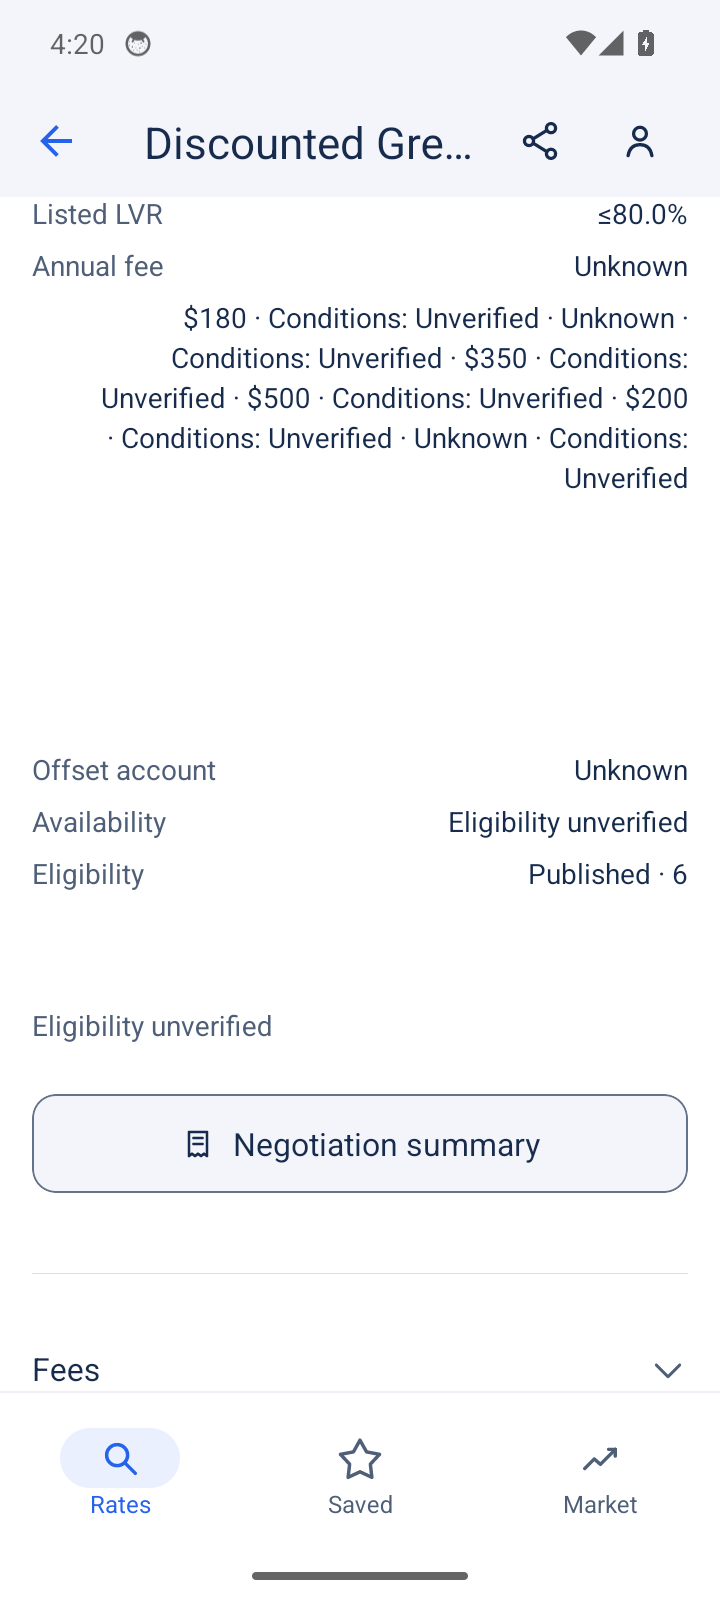 4:20
Discounted Gre...
Listed LVR ≤80.0%
Annual fee Unknown
$180 · Conditions: Unverified · Unknown ·
Conditions: Unverified · $350 · Conditions:
Unverified · $500 · Conditions: Unverified · $200
· Conditions: Unverified · Unknown · Conditions:
Unverified
Offset account Unknown
Availability Eligibility unverified
Eligibility Published · 6
Eligibility unverified
Negotiation summary
Fees
Rates Saved Market